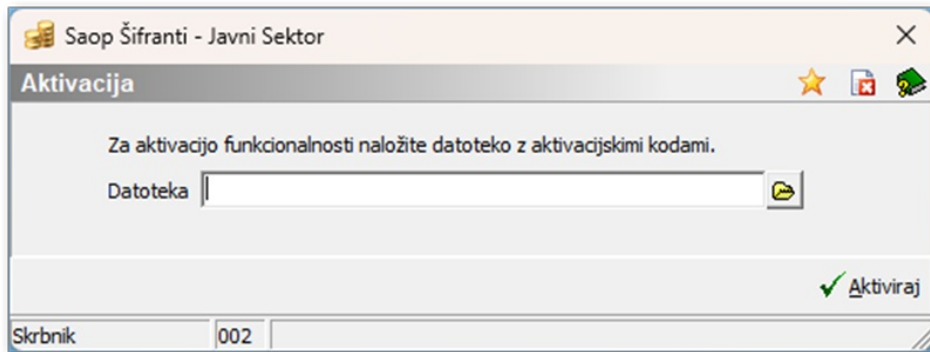 Saop Šifranti - Javni Sektor
Aktivacija
Za aktivacijo funkcionalnosti naložite datoteko z aktivacijskimi kodami.
Datoteka
Aktiviraj
Skrbnik 002